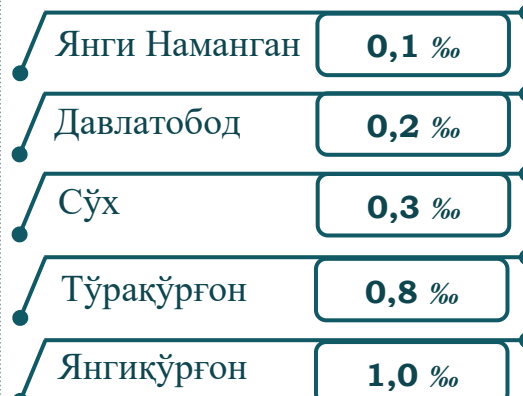 Янги Наманган 0,1 ‰
Давлатобод 0,2 ‰
Сўх 0,3 ‰
Тўрақўрғон 0,8 ‰
Янгиқўрғон 1,0 ‰